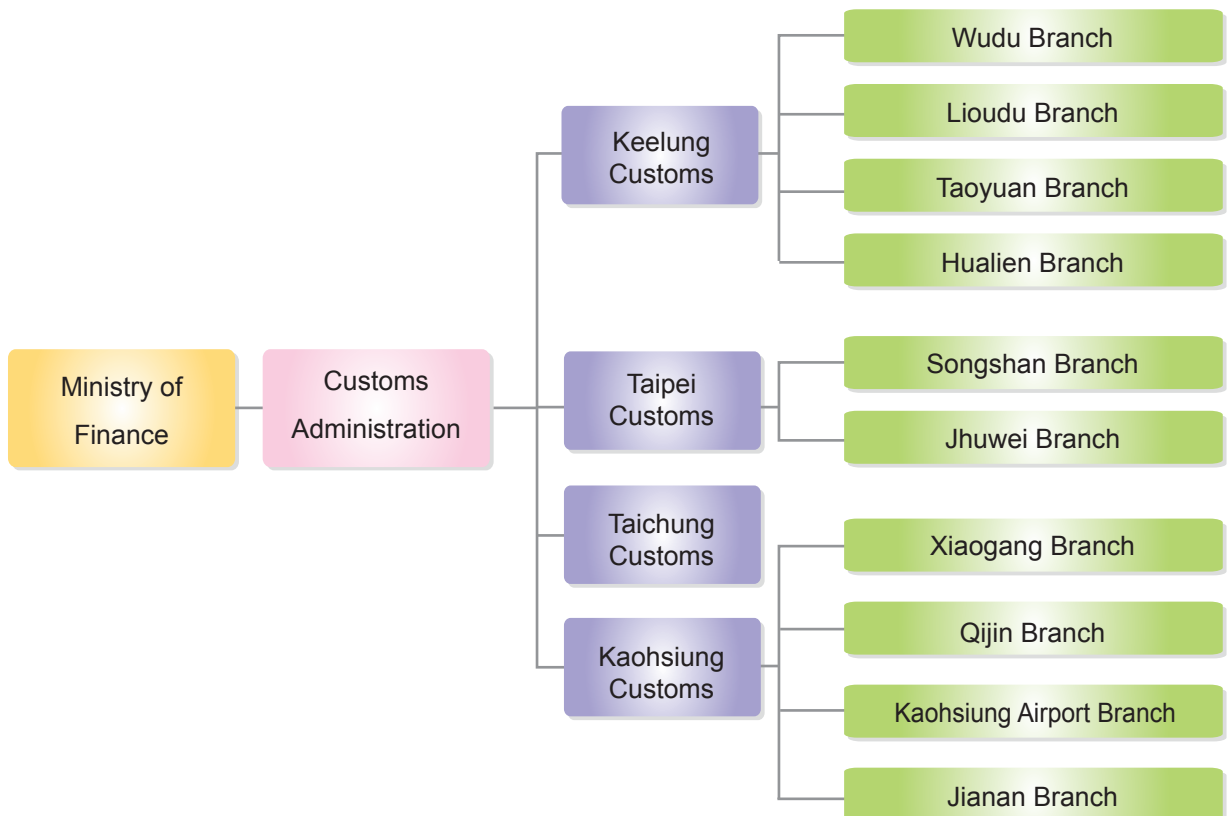 Ministry of
Finance
Customs
Administration
Keelung
Customs
Wudu Branch
Lioudu Branch
Taoyuan Branch
Hualien Branch
Taipei
Customs
Songshan Branch
Jhuwei Branch
Taichung
Customs
Kaohsiung
Customs
Xiaogang Branch
Qijin Branch
Kaohsiung Airport Branch
Jianan Branch